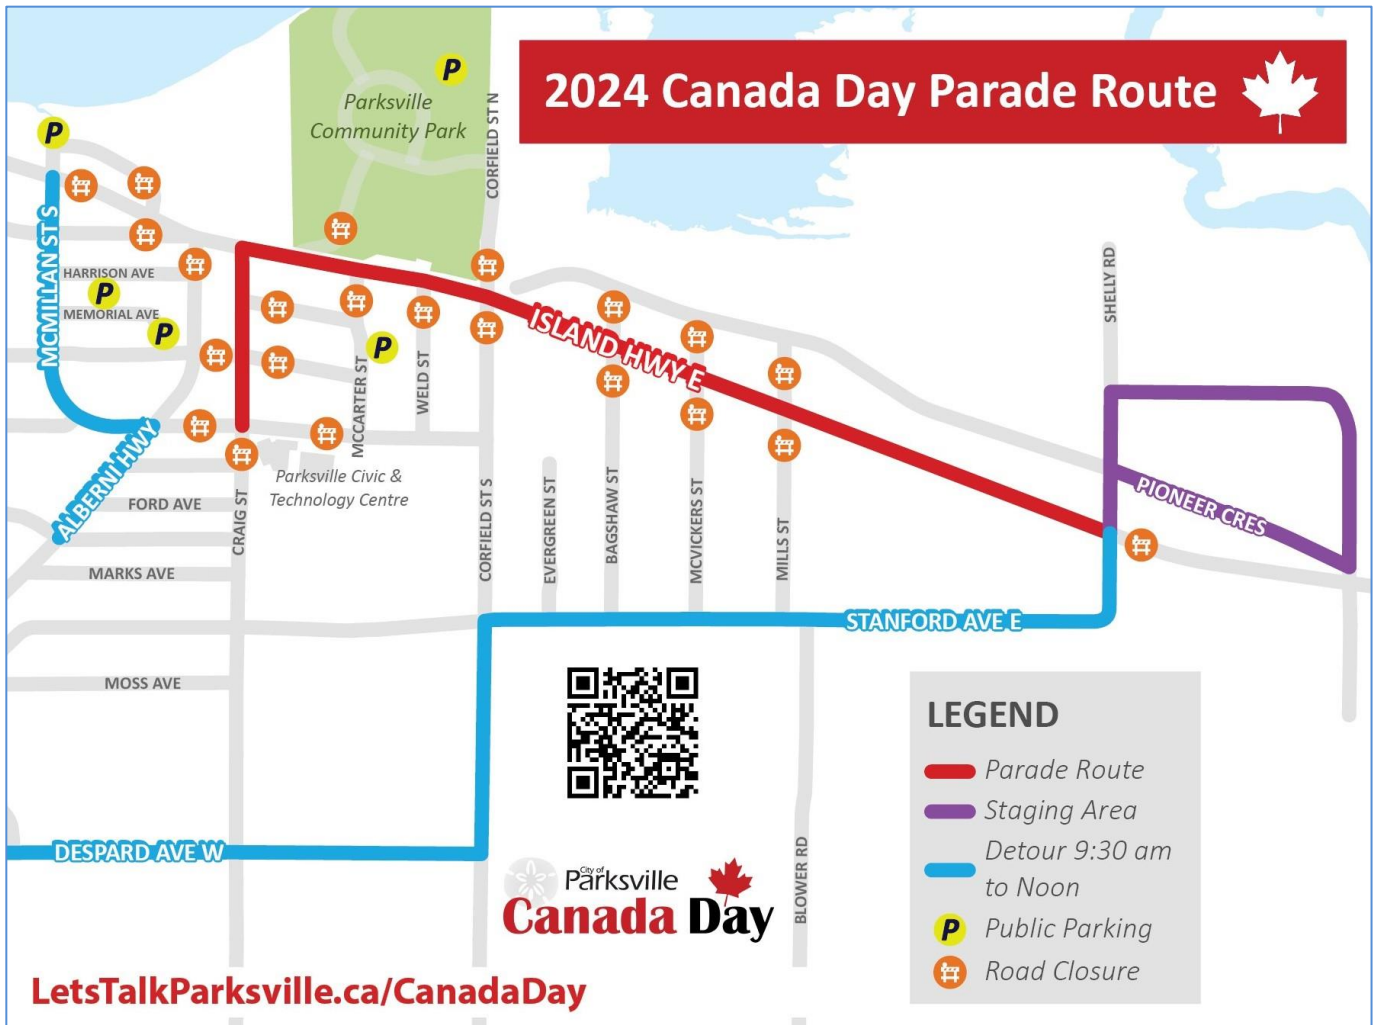 2024 Canada Day Parade Route
P
Parksville
Community Park
CORFIELD ST N
P
MCMILLAN ST S
HARRISON AVE
P
MEMORIAL AVE
P
P
SHELLY RD
ISLAND HWY E
MCCARTER ST
WELD ST
ALBERNI HWY
Parksville Civic &
Technology Centre
FORD AVE
CRAIG ST
CORFIELD ST S
EVERGREEN ST
BAGSHAW ST
MCVICKERS ST
MILLS ST
PIONEER CRES
MARKS AVE
STANFORD AVE E
MOSS AVE
DESPARD AVE W
BLOWER RD
City of
Parksville
Canada Day
LetsTalkParksville.ca/CanadaDay
LEGEND
Parade Route
Staging Area
Detour 9:30 am
to Noon
P Public Parking
Road Closure